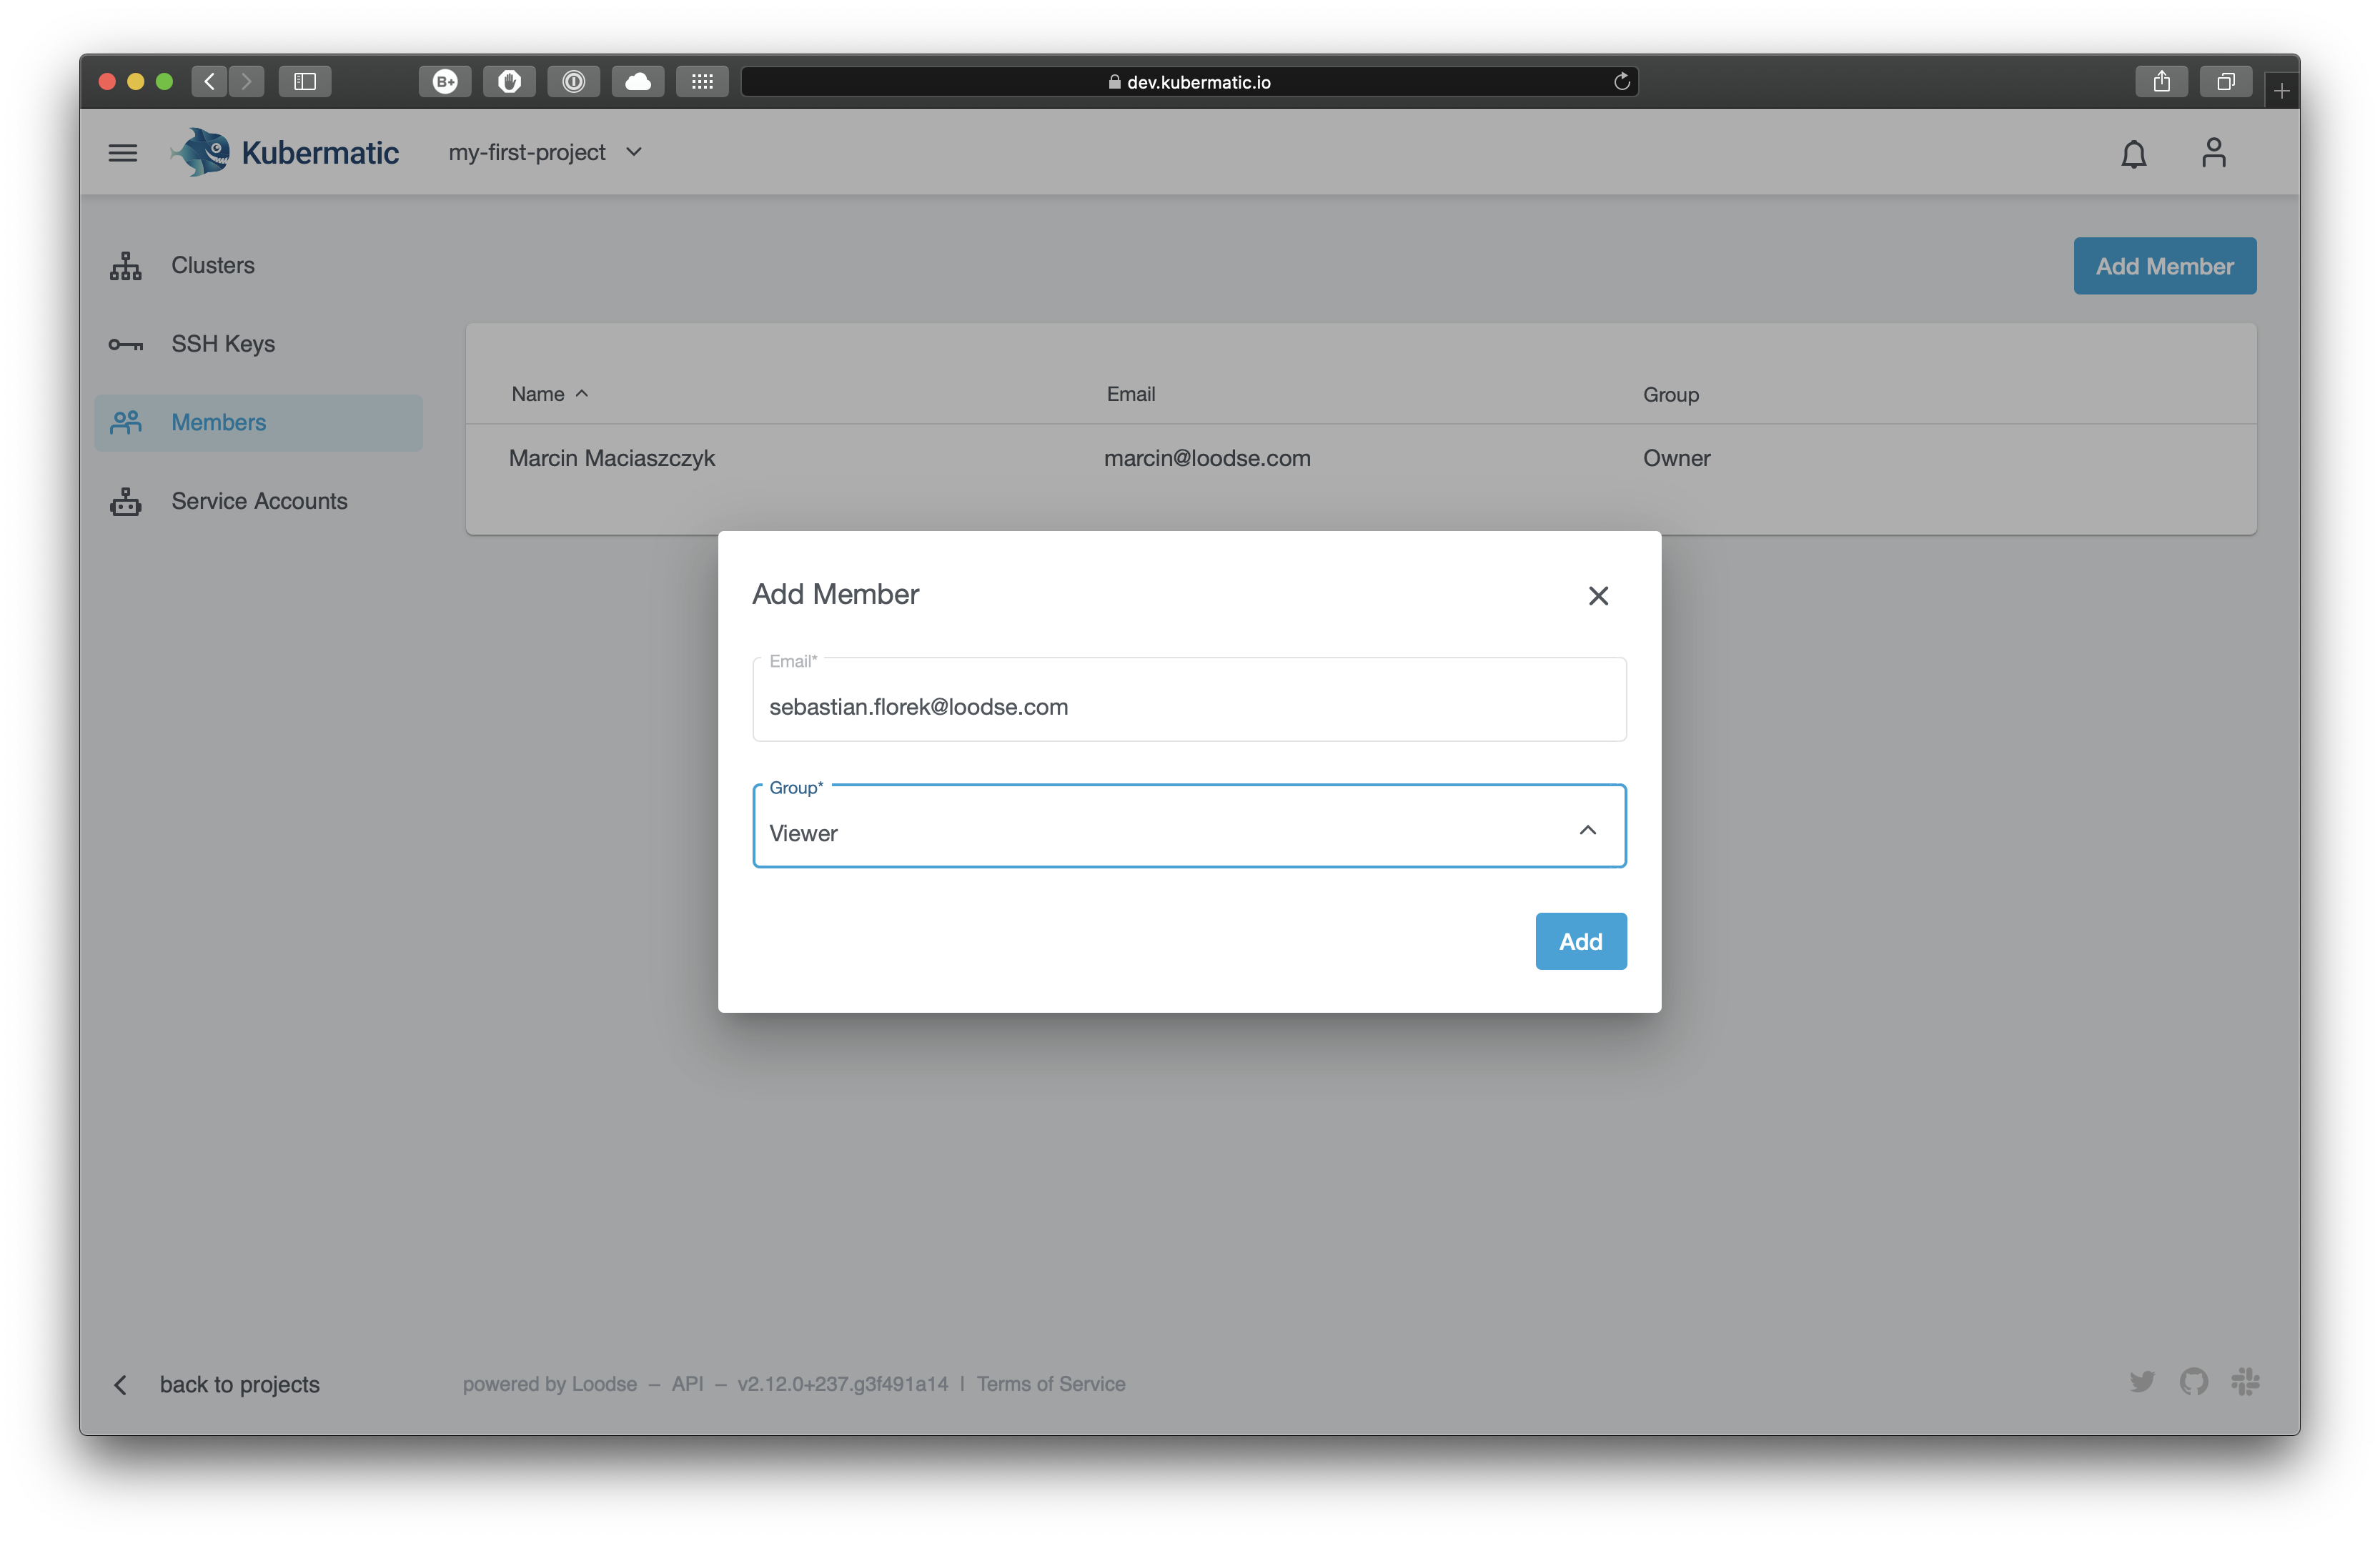 B+
dev.kubermatic.io
Kubermatic my-first-project
Clusters
Add Member
SSH Keys
Name Email Group
Members
Marcin Maciaszczyk marcin@loodse.com Owner
Service Accounts
Add Member
Email*
sebastian.florek@loodse.com
Group*
Viewer
Add
back to projects powered by Loodse – API – v2.12.0+237.g3f491a14 | Terms of Service